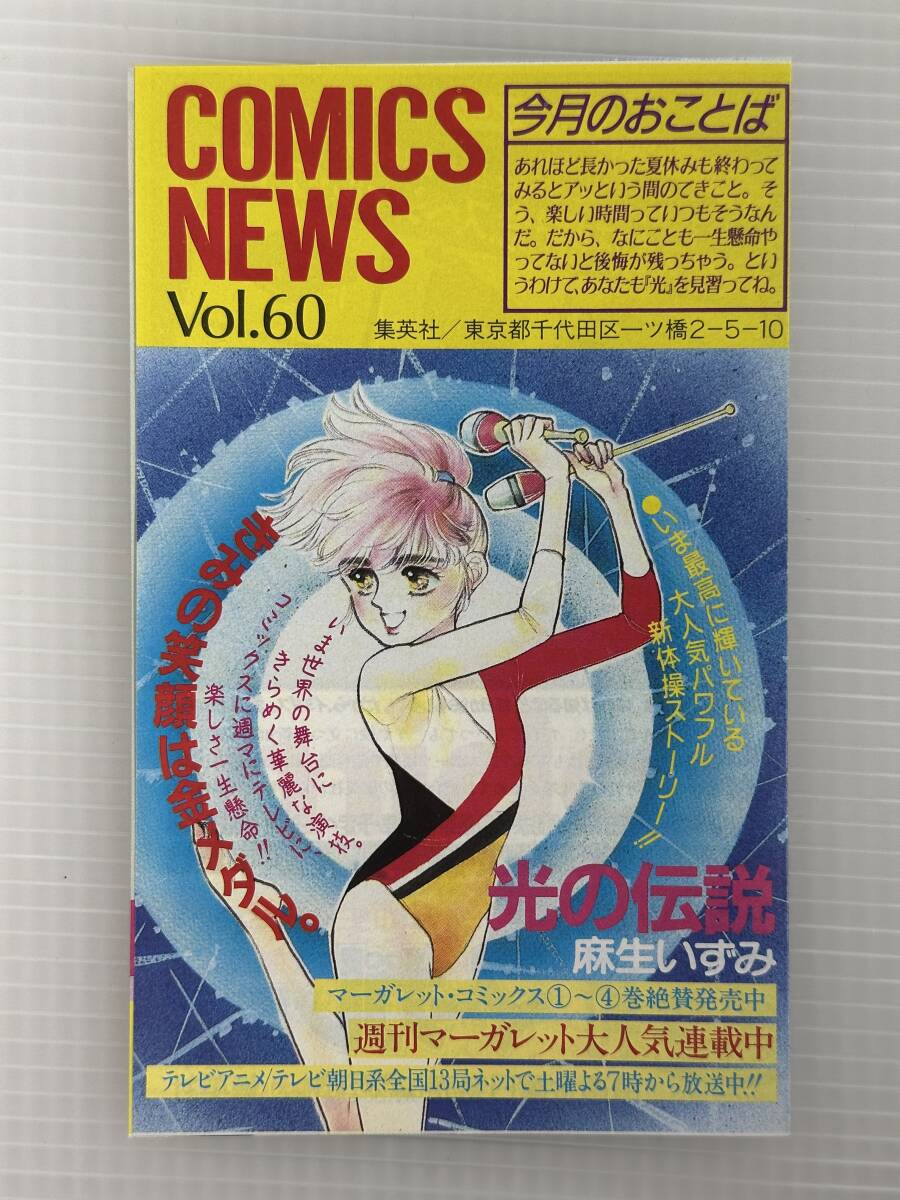 COMICS
NEWS
Vol.60
今月のおことば
あれほど長かった夏休みも終わって
みるとアッという間のできこと。そ
う、楽しい時間っていつもそうなん
だ。だから、なにごとも一生懸命や
ってないと後悔が残っちゃう。とい
うわけで、あなたも『光』を見習ってね。
集英社／東京都千代田区一ツ橋2-5-10
●いま最高に輝いている
大人気パワフル
新体操ストーリー!!
いま世界の舞台に
きらめく華麗な演技。
コミックスに週マにテレビに、
楽しさ一生懸命!!
きみの笑顔は金メダル。
光の伝説
麻生いずみ
マーガレット・コミックス①〜④巻絶賛発売中
週刊マーガレット大人気連載中
テレビアニメ/テレビ朝日系全国13局ネットで土曜よる7時から放送中!!